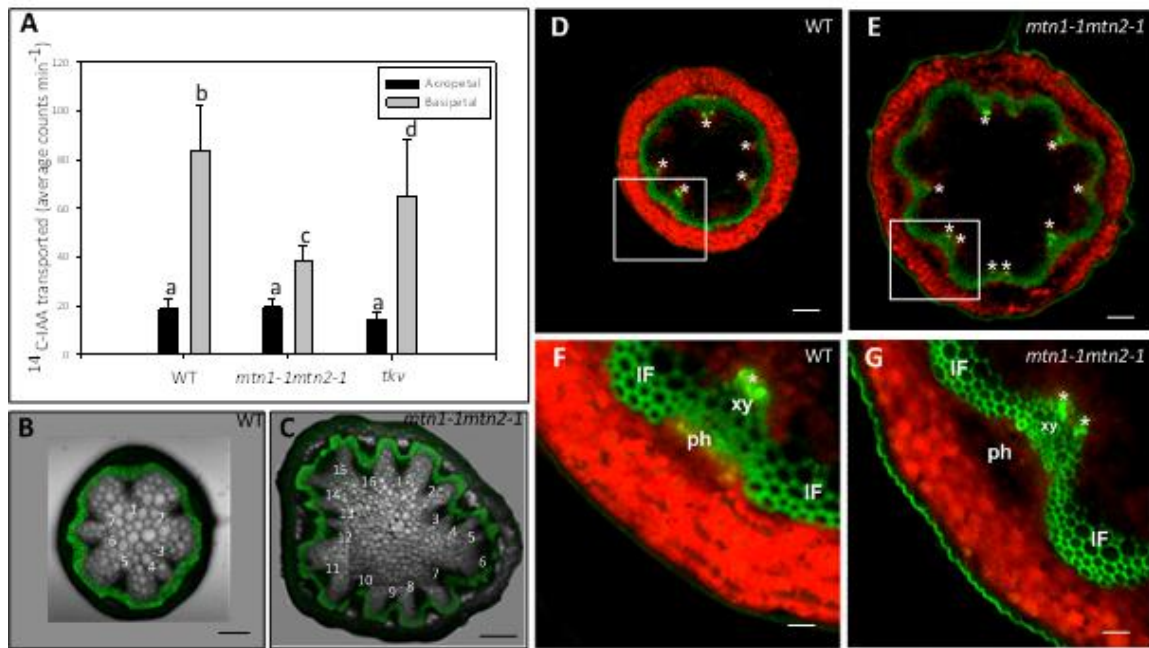 A
¹⁴C-IAA transported (average counts min⁻¹)
120
100
80
60
40
20
0
Acropetal
Basipetal
a
b
a
c
a
d
WT
mtn1-1mtn2-1
tkv
B
WT
1
2
3
4
5
6
7
C
mtn1-1mtn2-1
1
2
3
4
5
6
7
8
9
10
11
12
13
14
15
16
D
WT
*
*
*
*
*
E
mtn1-1mtn2-1
*
*
*
*
*
*
*
**
F
WT
IF
*
xy
ph
IF
G
mtn1-1mtn2-1
IF
*
*
xy
ph
IF